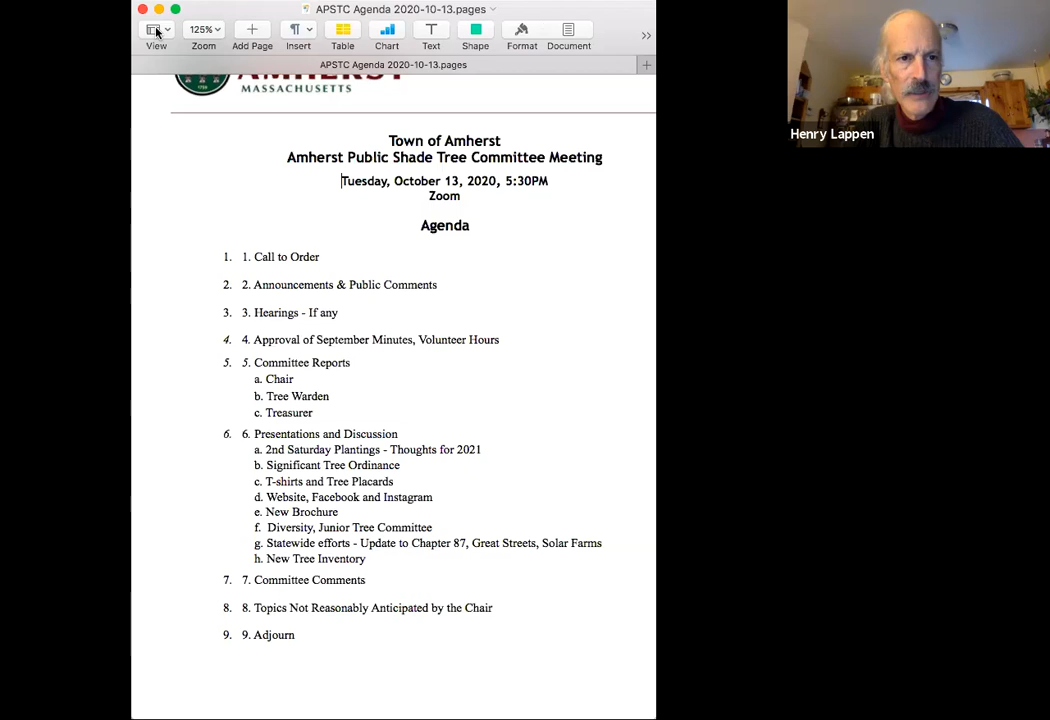 APSTC Agenda 2020-10-13.pages
125%
View Zoom Add Page Insert Table Chart Text Shape Format Document
APSTC Agenda 2020-10-13.pages
AMHERST
MASSACHUSETTS
Town of Amherst
Amherst Public Shade Tree Committee Meeting
Tuesday, October 13, 2020, 5:30PM
Zoom
Agenda
1. 1. Call to Order
2. 2. Announcements & Public Comments
3. 3. Hearings - If any
4. 4. Approval of September Minutes, Volunteer Hours
5. 5. Committee Reports
a. Chair
b. Tree Warden
c. Treasurer
6. 6. Presentations and Discussion
a. 2nd Saturday Plantings - Thoughts for 2021
b. Significant Tree Ordinance
c. T-shirts and Tree Placards
d. Website, Facebook and Instagram
e. New Brochure
f. Diversity, Junior Tree Committee
g. Statewide efforts - Update to Chapter 87, Great Streets, Solar Farms
h. New Tree Inventory
7. 7. Committee Comments
8. 8. Topics Not Reasonably Anticipated by the Chair
9. 9. Adjourn
Henry Lappen